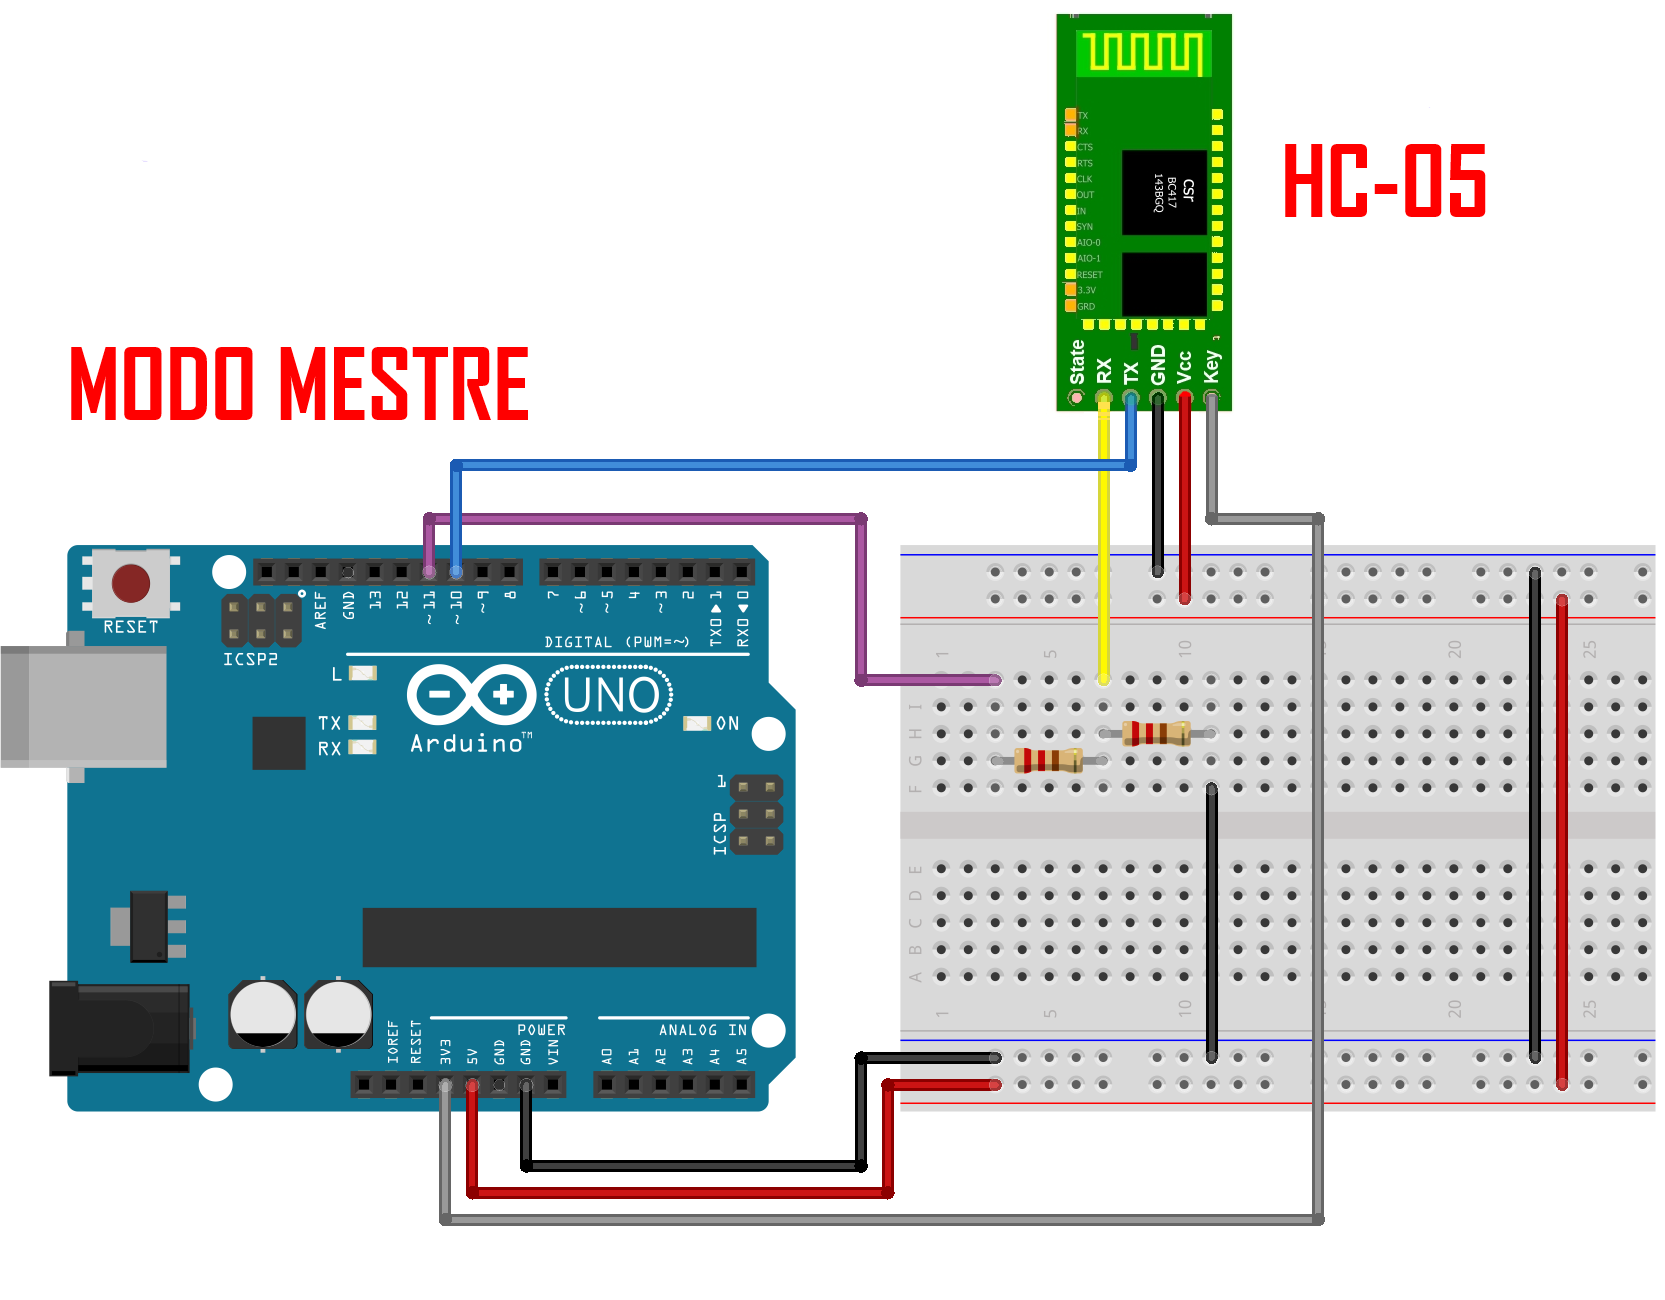 TX
RX
CTS
RTS
CLK
OUT
IN
SYN
AIO-0
AIO-1
RESET
3.3V
GRD
CSr
BC417
143BGQ
State
RX
TX
GND
Vcc
Key
HC-05
MODO MESTRE
RESET
ICSP2
AREF
GND
13
12
~11
~10
~9
8
7
~6
~5
4
~3
2
TX0▶1
RX0◀0
DIGITAL (PWM=~)
L
TX
RX
UNO
Arduino™
ON
1
ICSP
IOREF
RESET
3V3
5V
GND
GND
VIN
POWER
ANALOG IN
A0
A1
A2
A3
A4
A5
1
5
10
20
25
I
H
G
F
E
D
C
B
A
1
5
10
20
25